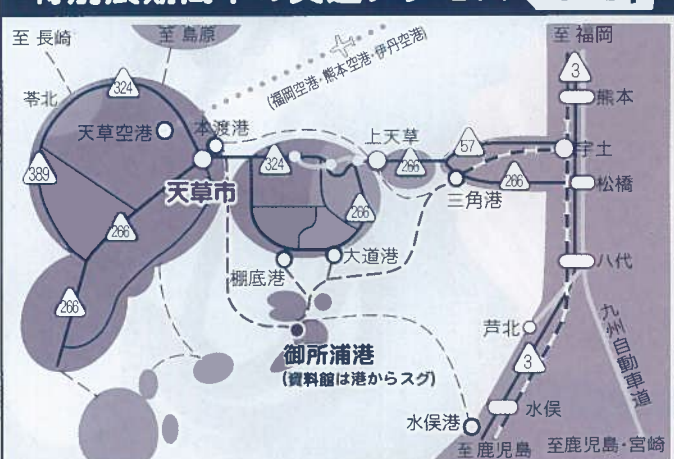 至 長崎
至 島原
至 福岡
(福岡空港・熊本空港・伊丹空港)
3
熊本
苓北
324
天草空港
本渡港
上天草
57
宇土
389
324
266
天草市
三角港
266
松橋
266
266
大道港
棚底港
八代
266
芦北
九州自動車道
御所浦港
(資料館は港からスグ)
3
水俣
水俣港
至鹿児島
至鹿児島・宮崎